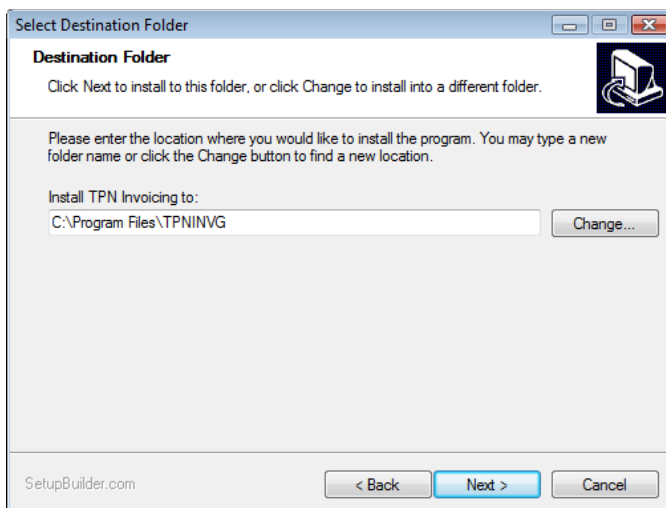 Select Destination Folder
Destination Folder
Click Next to install to this folder, or click Change to install into a different folder.
Please enter the location where you would like to install the program. You may type a new
folder name or click the Change button to find a new location.
Install TPN Invoicing to:
C:\Program Files\TPNINVG
Change...
SetupBuilder.com
< Back
Next >
Cancel